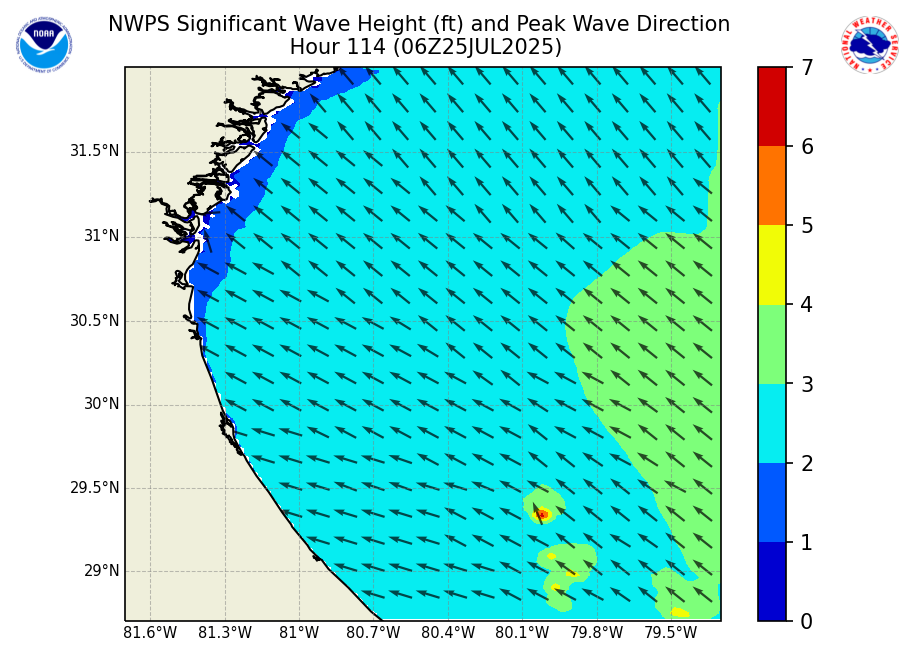 NWPS Significant Wave Height (ft) and Peak Wave Direction
Hour 114 (06Z25JUL2025)
NOAA
NATIONAL WEATHER SERVICE
31.5°N
31°N
30.5°N
30°N
29.5°N
29°N
81.6°W 81.3°W 81°W 80.7°W 80.4°W 80.1°W 79.8°W 79.5°W
7
6
5
4
3
2
1
0